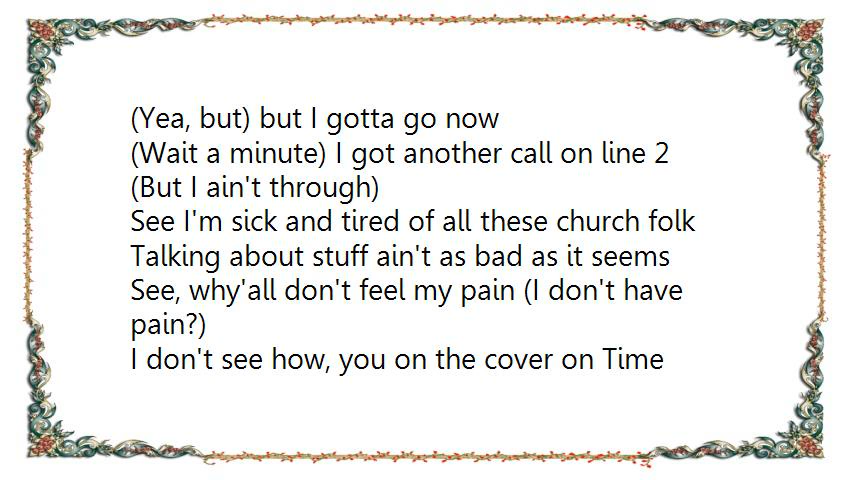 (Yea, but) but I gotta go now
(Wait a minute) I got another call on line 2
(But I ain't through)
See I'm sick and tired of all these church folk
Talking about stuff ain't as bad as it seems
See, why'all don't feel my pain (I don't have
pain?)
I don't see how, you on the cover on Time